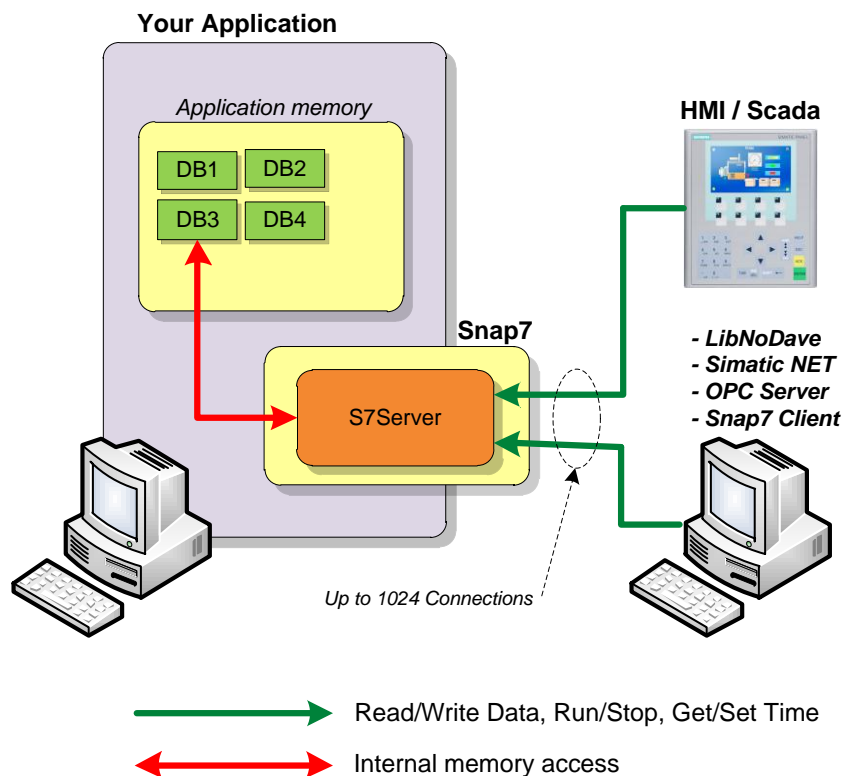 Your Application
Application memory
DB1
DB2
DB3
DB4
HMI / Scada
Snap7
S7Server
- LibNoDave
- Simatic NET
- OPC Server
- Snap7 Client
Up to 1024 Connections
Read/Write Data, Run/Stop, Get/Set Time
Internal memory access